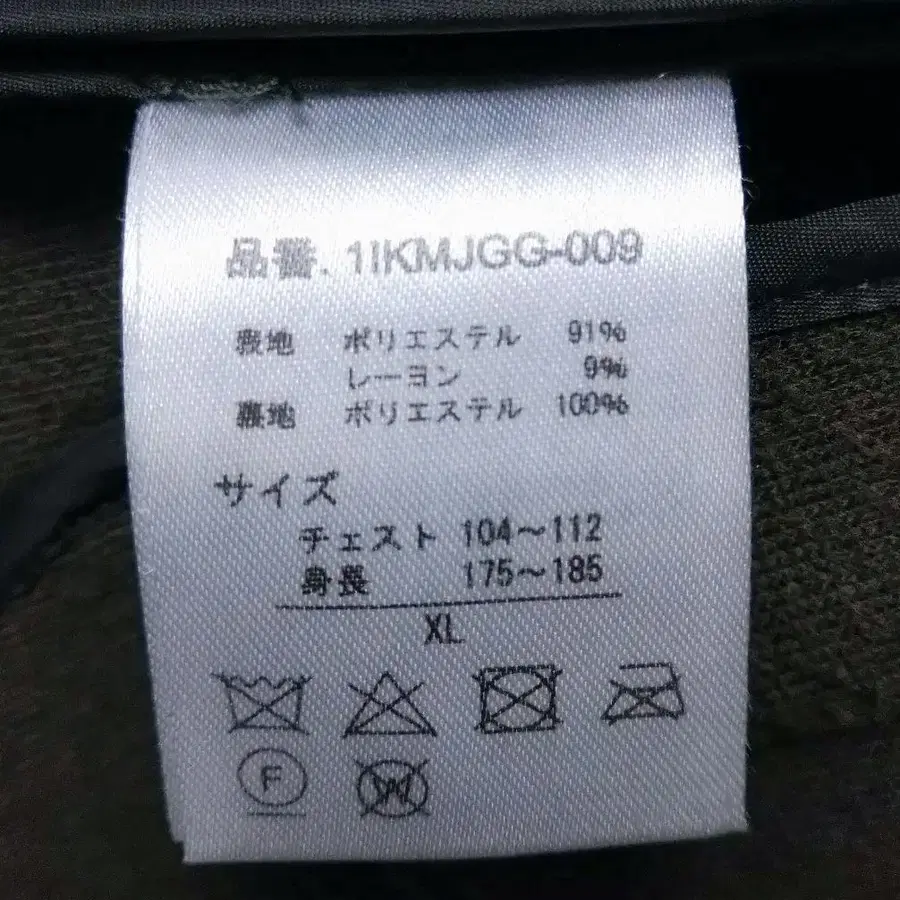 品番. 11KMJGG-009
表地 ポリエステル 91%
レーヨン 9%
裏地 ポリエステル 100%
サイズ
チェスト 104～112
身長 175～185
XL
F W